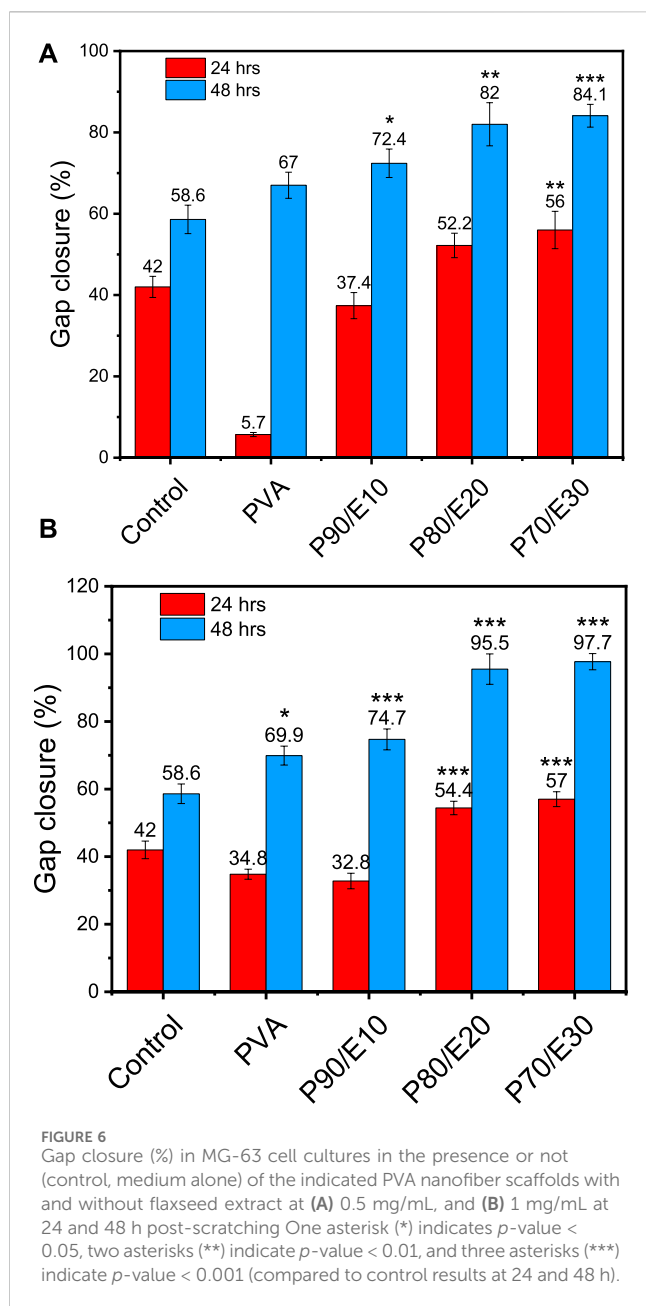 A
100
80
60
40
20
0
Gap closure (%)
24 hrs
48 hrs
42
58.6
5.7
67
37.4
*
72.4
52.2
**
82
**
56
***
84.1
Control
PVA
P90/E10
P80/E20
P70/E30
B
120
100
80
60
40
20
0
Gap closure (%)
24 hrs
48 hrs
42
58.6
34.8
*
69.9
32.8
***
74.7
***
54.4
***
95.5
***
57
***
97.7
Control
PVA
P90/E10
P80/E20
P70/E30
FIGURE 6
Gap closure (%) in MG-63 cell cultures in the presence or not
(control, medium alone) of the indicated PVA nanofiber scaffolds with
and without flaxseed extract at (A) 0.5 mg/mL, and (B) 1 mg/mL at
24 and 48 h post-scratching One asterisk (*) indicates p-value <
0.05, two asterisks (**) indicate p-value < 0.01, and three asterisks (***)
indicate p-value < 0.001 (compared to control results at 24 and 48 h).